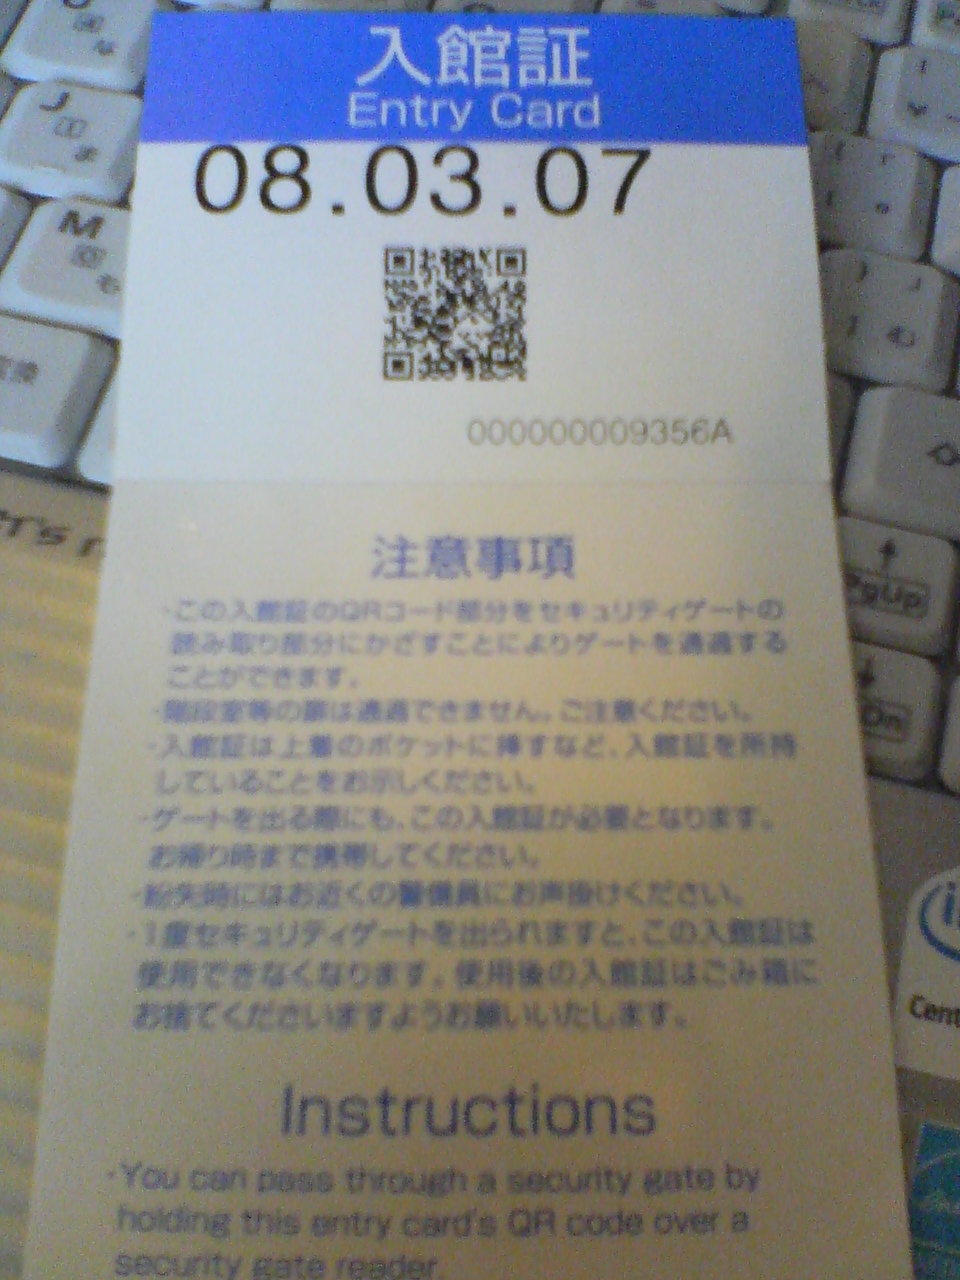 入館証
Entry Card
08.03.07
000000009356A
注意事項
・この入館証のQRコード部分をセキュリティゲートの
読み取り部分にかざすことによりゲートを通過する
ことができます。
・階段室等の扉は通過できません。ご注意ください。
・入館証は上着のポケットに挿すなど、入館証を所持
していることをお示しください。
・ゲートを出る際にも、この入館証が必要となります。
お帰り時まで携帯してください。
・紛失時にはお近くの警備員にお声掛けください。
・1度セキュリティゲートを出られますと、この入館証は
使用できなくなります。使用後の入館証はごみ箱に
お捨てくださいますようお願いいたします。
Instructions
・You can pass through a security gate by
holding this entry card's QR code over a
security gate reader.
J
ま
M
も
PgUp
Dn
Cent